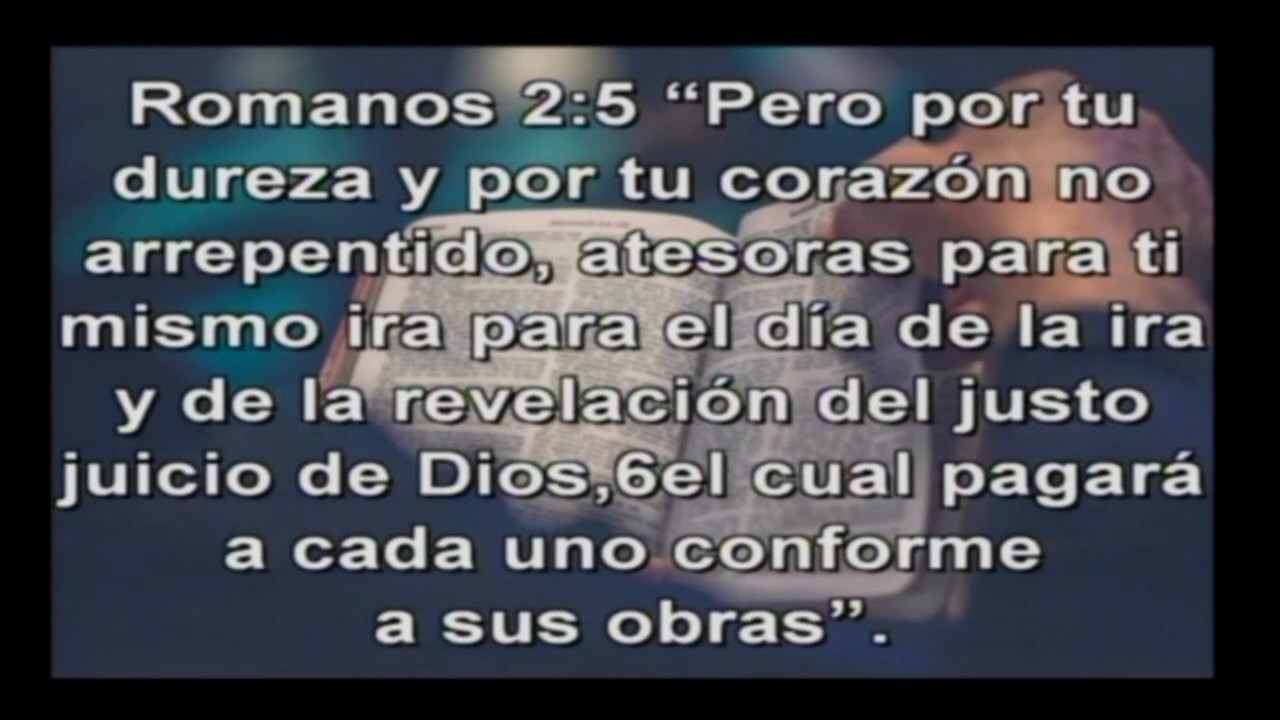 Romanos 2:5 “Pero por tu
dureza y por tu corazón no
arrepentido, atesoras para ti
mismo ira para el día de la ira
y de la revelación del justo
juicio de Dios,6el cual pagará
a cada uno conforme
a sus obras”.